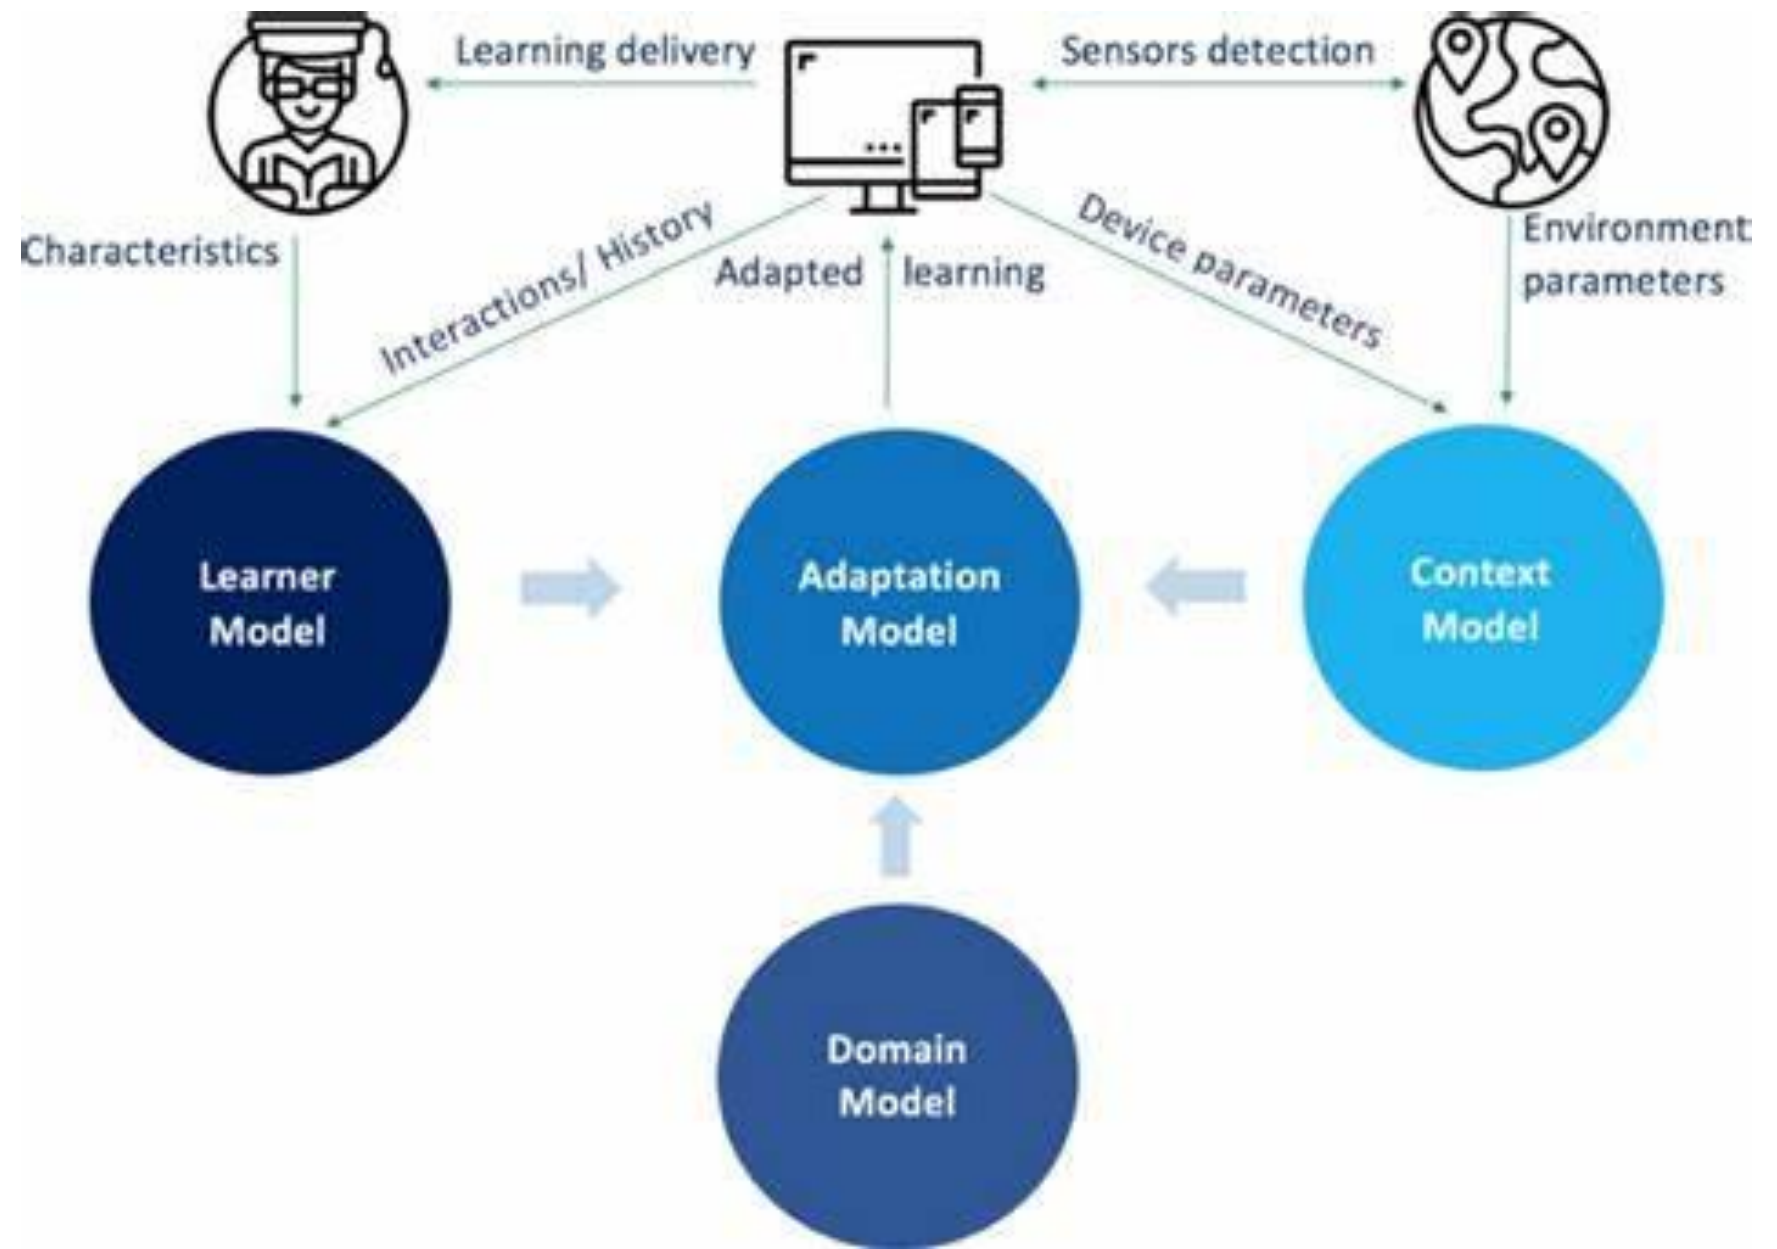 Learning delivery
Sensors detection
Characteristics
Interactions/ History
Adapted learning
Device parameters
Environment
parameters
Learner
Model
Adaptation
Model
Context
Model
Domain
Model